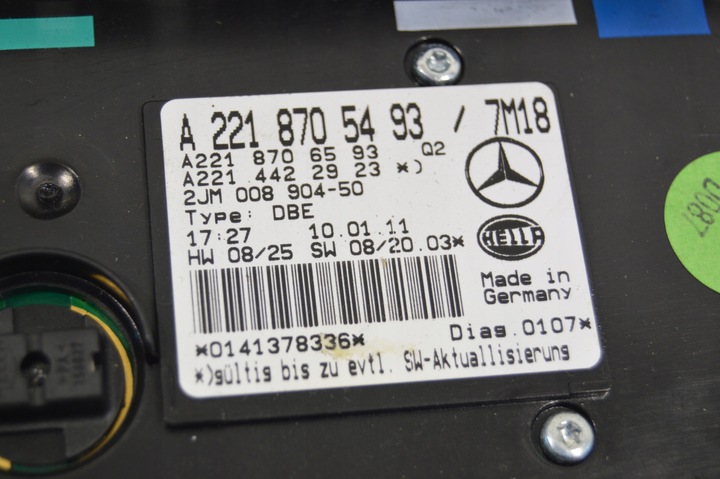 A 221 870 54 93 / 7M18
A221 870 65 93 Q2
A221 442 29 23 *)
2JM 008 904-50
Type: DBE
17:27 10.01.11
HW 08/25 SW 08/20.03*
HELLA
Made in
Germany
*0141378336* Diag.0107*
*)gültig bis zu evtl. SW-Aktuallisierung